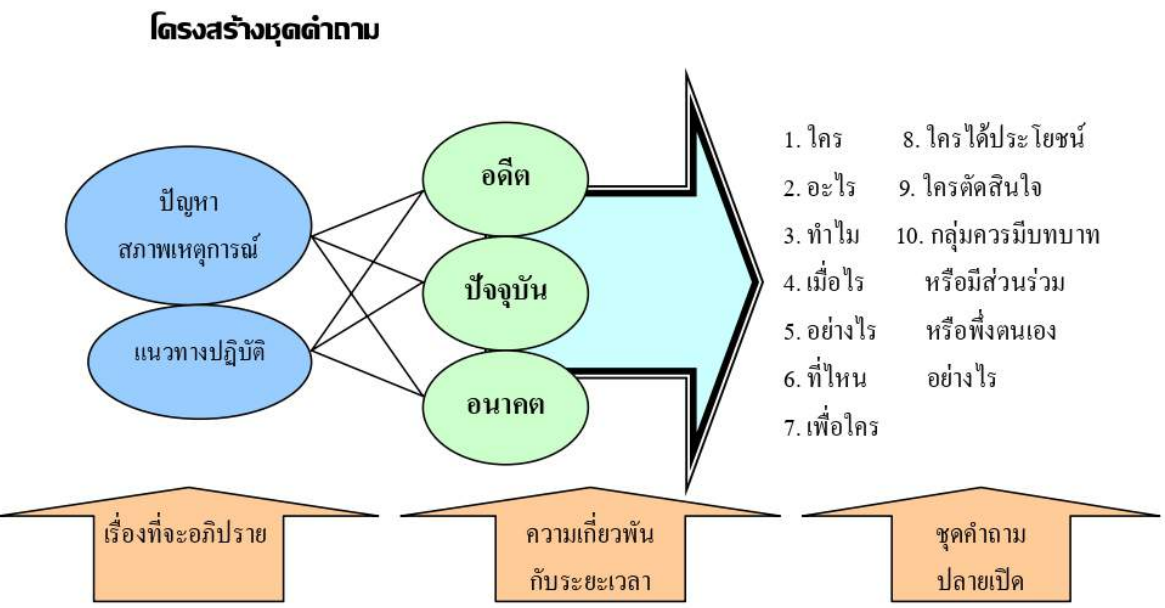 โครงสร้างชุดคำถาม
ปัญหา
สภาพเหตุการณ์
แนวทางปฏิบัติ
อดีต
ปัจจุบัน
อนาคต
1. ใคร
2. อะไร
3. ทำไม
4. เมื่อไร
5. อย่างไร
6. ที่ไหน
7. เพื่อใคร
8. ใครได้ประโยชน์
9. ใครตัดสินใจ
10. กลุ่มควรมีบทบาท
หรือมีส่วนร่วม
หรือพึ่งตนเอง
อย่างไร
เรื่องที่จะอภิปราย
ความเกี่ยวพัน
กับระยะเวลา
ชุดคำถาม
ปลายเปิด